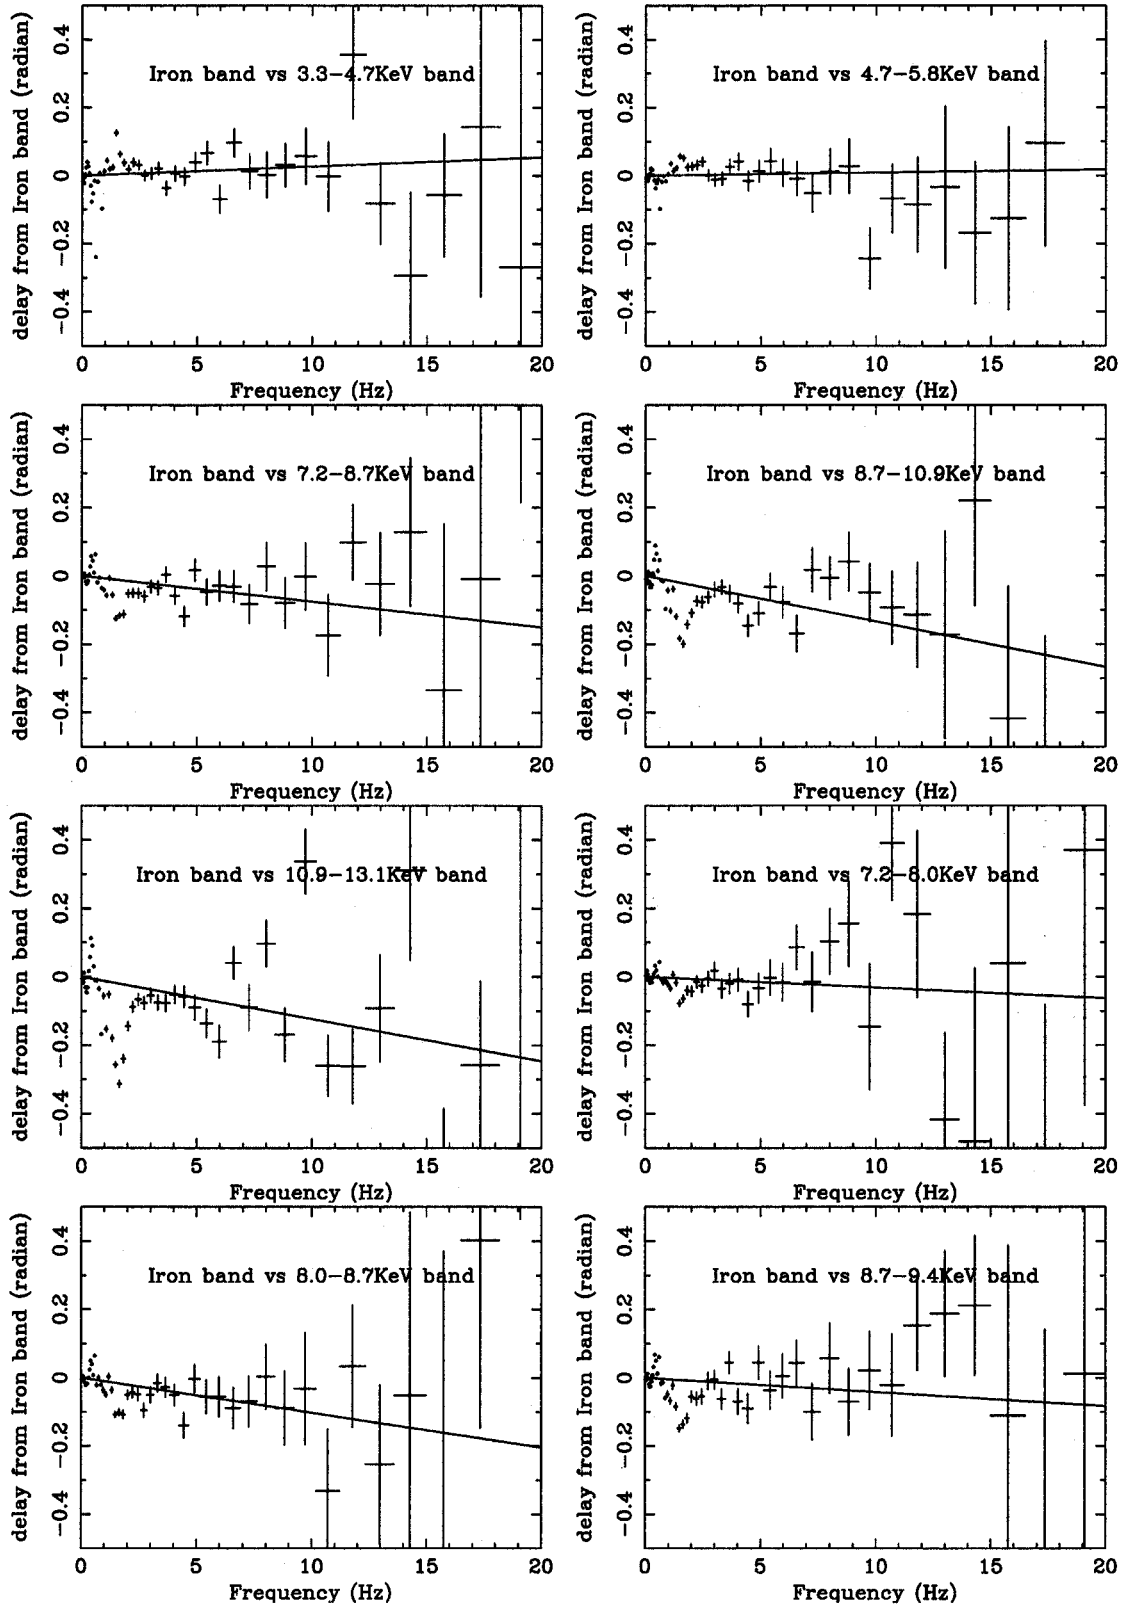 delay from Iron band (radian)
0.4
0.2
0
−0.2
−0.4
Iron band vs 3.3−4.7KeV band
0 5 10 15 20
Frequency (Hz)
delay from Iron band (radian)
0.4
0.2
0
−0.2
−0.4
Iron band vs 4.7−5.8KeV band
0 5 10 15 20
Frequency (Hz)
delay from Iron band (radian)
0.4
0.2
0
−0.2
−0.4
Iron band vs 7.2−8.7KeV band
0 5 10 15 20
Frequency (Hz)
delay from Iron band (radian)
0.4
0.2
0
−0.2
−0.4
Iron band vs 8.7−10.9KeV band
0 5 10 15 20
Frequency (Hz)
delay from Iron band (radian)
0.4
0.2
0
−0.2
−0.4
Iron band vs 10.9−13.1KeV band
0 5 10 15 20
Frequency (Hz)
delay from Iron band (radian)
0.4
0.2
0
−0.2
−0.4
Iron band vs 7.2−8.0KeV band
0 5 10 15 20
Frequency (Hz)
delay from Iron band (radian)
0.4
0.2
0
−0.2
−0.4
Iron band vs 8.0−8.7KeV band
0 5 10 15 20
Frequency (Hz)
delay from Iron band (radian)
0.4
0.2
0
−0.2
−0.4
Iron band vs 8.7−9.4KeV band
0 5 10 15 20
Frequency (Hz)